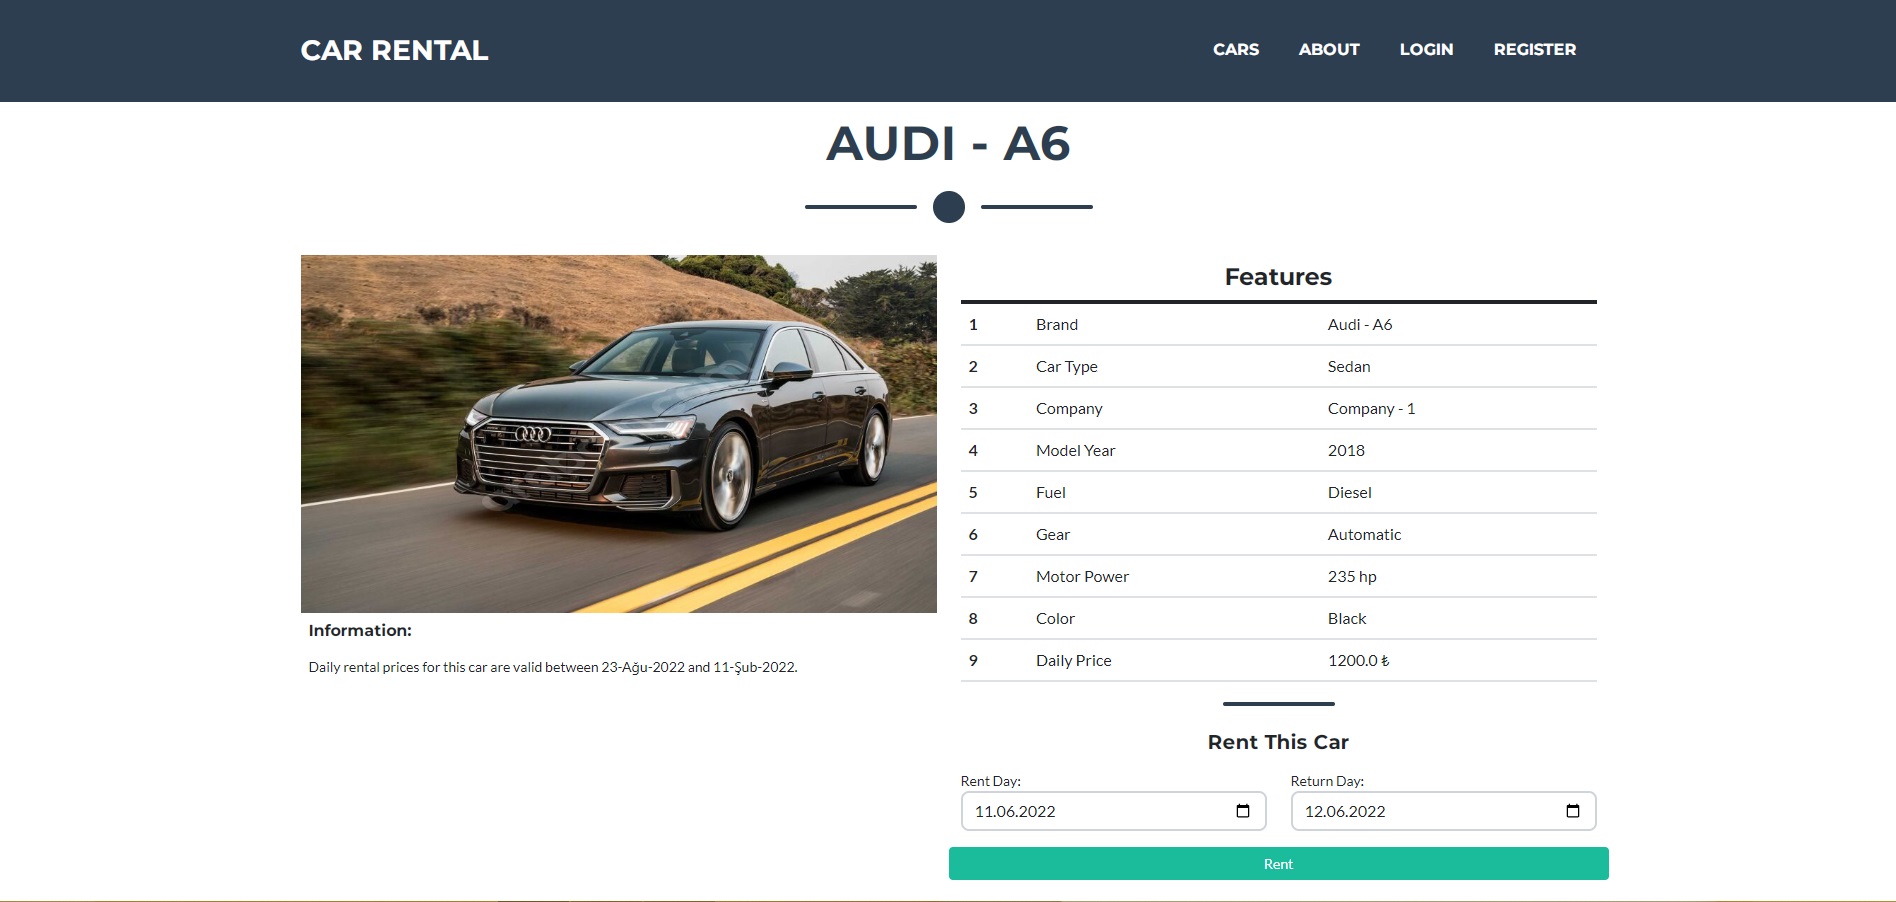 CAR RENTAL
CARS ABOUT LOGIN REGISTER
AUDI - A6
Features
1 Brand Audi - A6
2 Car Type Sedan
3 Company Company - 1
4 Model Year 2018
5 Fuel Diesel
6 Gear Automatic
7 Motor Power 235 hp
8 Color Black
9 Daily Price 1200.0 ₺
Information:
Daily rental prices for this car are valid between 23-Ağu-2022 and 11-Şub-2022.
Rent This Car
Rent Day: Return Day:
11.06.2022 12.06.2022
Rent